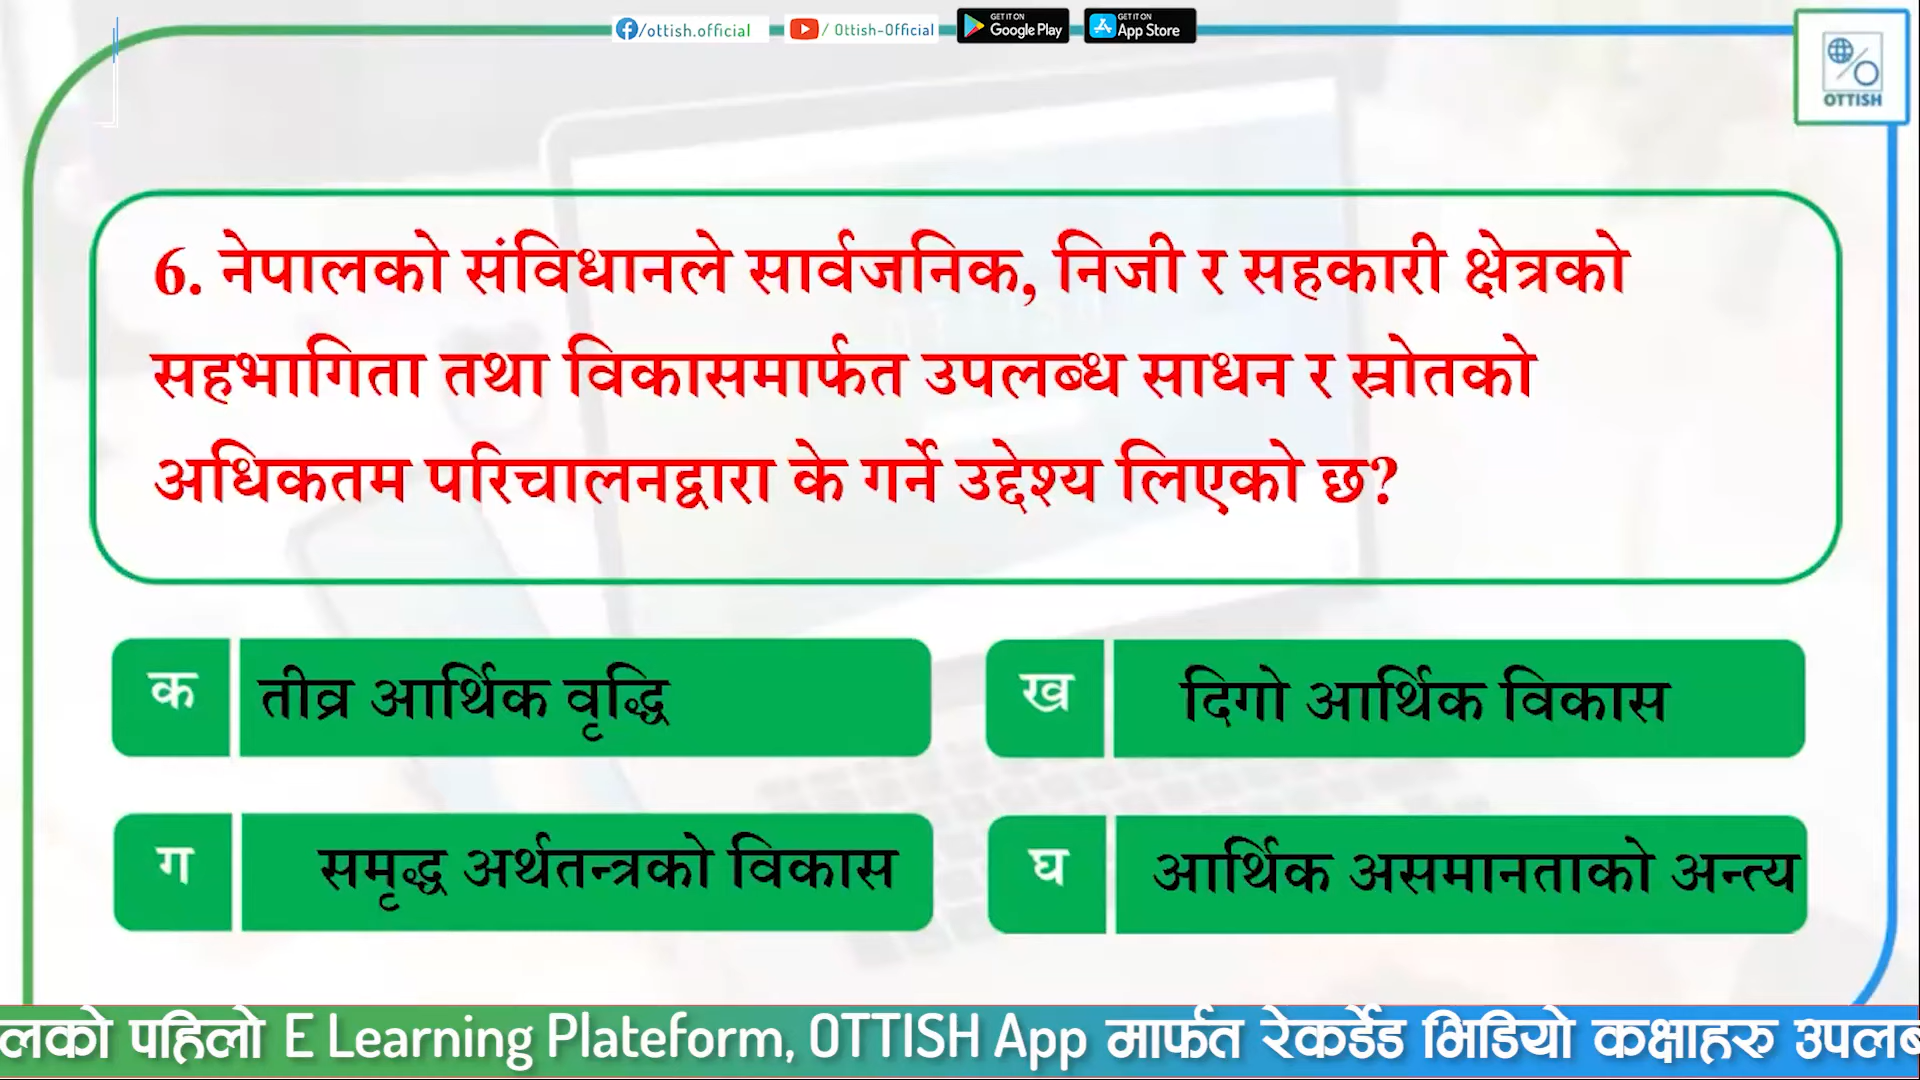 /ottish.official
/ Ottish-Official
GET IT ON
Google Play
GET IT ON
App Store
OTTISH
6. नेपालको संविधानले सार्वजनिक, निजी र सहकारी क्षेत्रको
सहभागिता तथा विकासमार्फत उपलब्ध साधन र स्रोतको
अधिकतम परिचालनद्वारा के गर्ने उद्देश्य लिएको छ?
क तीव्र आर्थिक वृद्धि
ख दिगो आर्थिक विकास
ग समृद्ध अर्थतन्त्रको विकास
घ आर्थिक असमानताको अन्त्य
लको पहिलो E Learning Plateform, OTTISH App मार्फत रेकर्डेड भिडियो कक्षाहरु उपलब